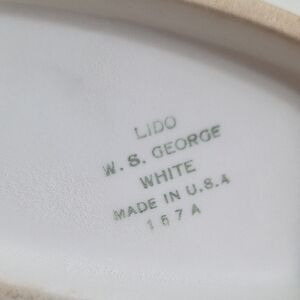 LIDO
W. S. GEORGE
WHITE
MADE IN U.S.A
157A